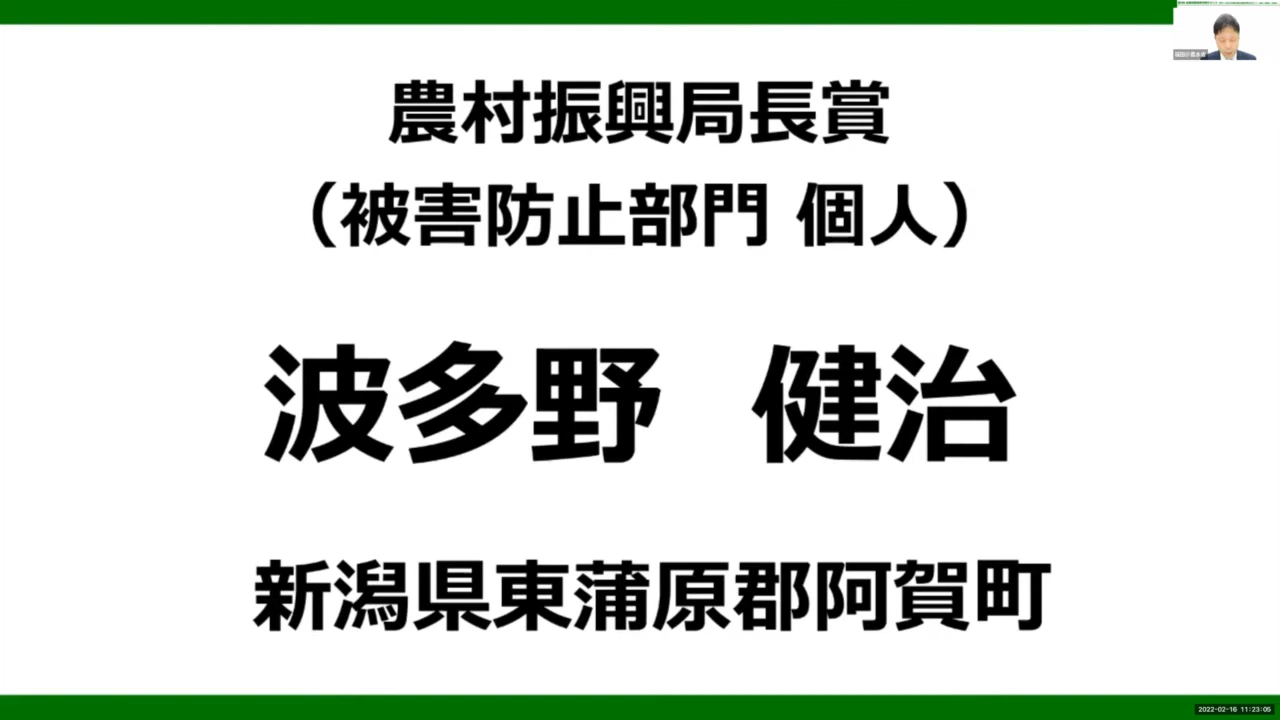 農村振興局長賞
（被害防止部門 個人）
波多野 健治
新潟県東蒲原郡阿賀町
2022-02-16 11:23:05